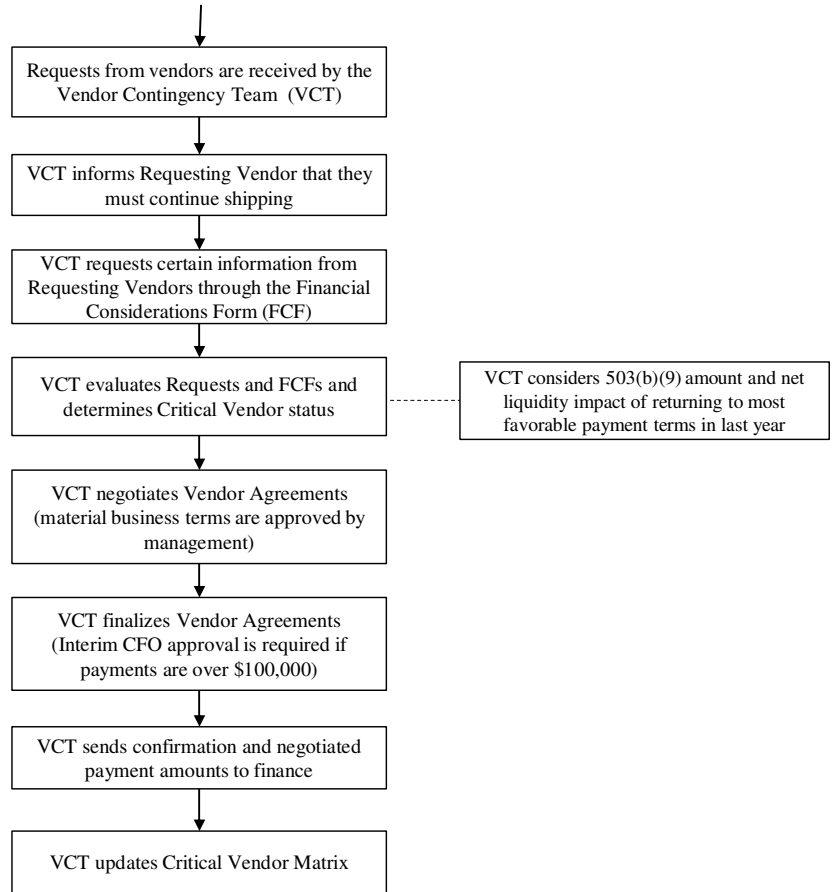 Requests from vendors are received by the
Vendor Contingency Team (VCT)
VCT informs Requesting Vendor that they
must continue shipping
VCT requests certain information from
Requesting Vendors through the Financial
Considerations Form (FCF)
VCT evaluates Requests and FCFs and
determines Critical Vendor status
VCT considers 503(b)(9) amount and net
liquidity impact of returning to most
favorable payment terms in last year
VCT negotiates Vendor Agreements
(material business terms are approved by
management)
VCT finalizes Vendor Agreements
(Interim CFO approval is required if
payments are over $100,000)
VCT sends confirmation and negotiated
payment amounts to finance
VCT updates Critical Vendor Matrix